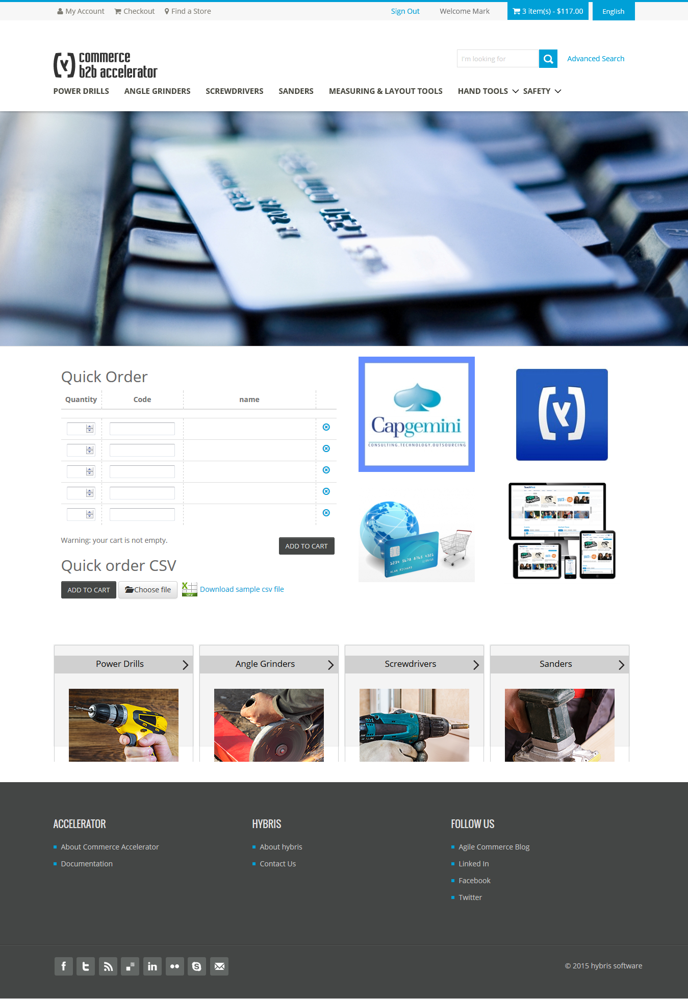 My Account
Checkout
Find a Store
Sign Out
Welcome Mark
3 item(s) - $117.00
English
commerce
b2b accelerator
I'm looking for
Advanced Search
POWER DRILLS
ANGLE GRINDERS
SCREWDRIVERS
SANDERS
MEASURING & LAYOUT TOOLS
HAND TOOLS
SAFETY
Quick Order
Quantity
Code
name
Warning: your cart is not empty.
ADD TO CART
Quick order CSV
ADD TO CART
Choose file
Download sample csv file
Capgemini
CONSULTING.TECHNOLOGY.OUTSOURCING
1234 5678 8765 4321
ALAN RICHARD
TeachFirst
Power Drills
Angle Grinders
Screwdrivers
Sanders
ACCELERATOR
About Commerce Accelerator
Documentation
HYBRIS
About hybris
Contact Us
FOLLOW US
Agile Commerce Blog
Linked In
Facebook
Twitter
© 2015 hybris software